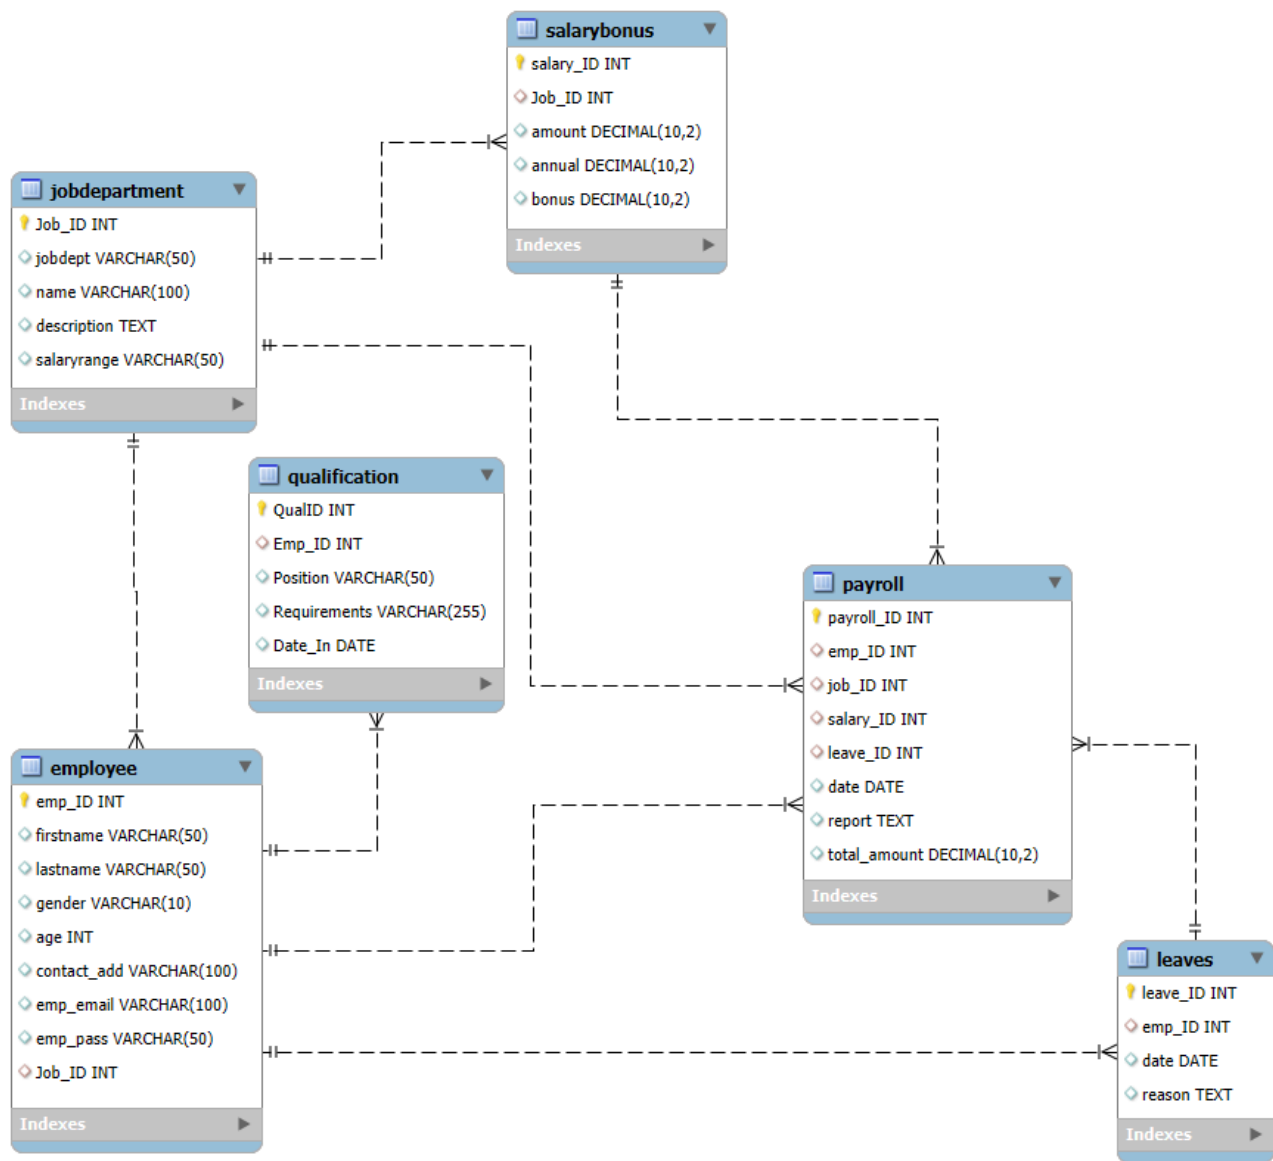 salarybonus
salary_ID INT
Job_ID INT
amount DECIMAL(10,2)
annual DECIMAL(10,2)
bonus DECIMAL(10,2)
Indexes
jobdepartment
Job_ID INT
jobdept VARCHAR(50)
name VARCHAR(100)
description TEXT
salaryrange VARCHAR(50)
Indexes
qualification
QualID INT
Emp_ID INT
Position VARCHAR(50)
Requirements VARCHAR(255)
Date_In DATE
Indexes
payroll
payroll_ID INT
emp_ID INT
job_ID INT
salary_ID INT
leave_ID INT
date DATE
report TEXT
total_amount DECIMAL(10,2)
Indexes
employee
emp_ID INT
firstname VARCHAR(50)
lastname VARCHAR(50)
gender VARCHAR(10)
age INT
contact_add VARCHAR(100)
emp_email VARCHAR(100)
emp_pass VARCHAR(50)
Job_ID INT
Indexes
leaves
leave_ID INT
emp_ID INT
date DATE
reason TEXT
Indexes